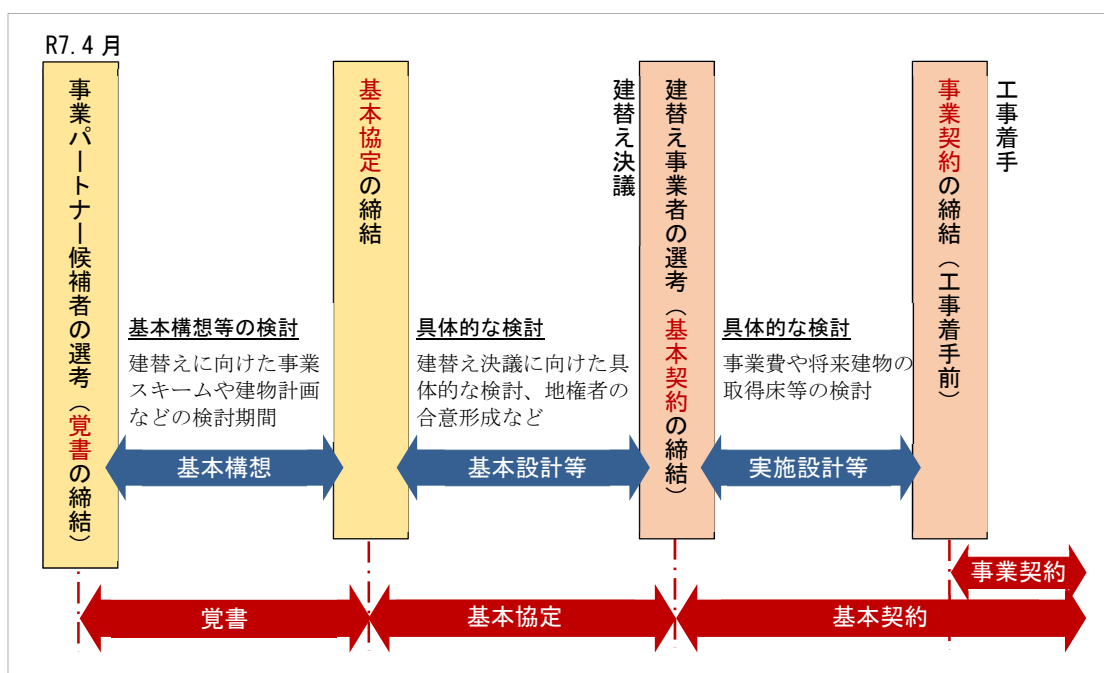 R7.4月
事業パートナー候補者の選考（覚書の締結）
基本構想等の検討
建替えに向けた事業
スキームや建物計画
などの検討期間
基本構想
基本協定の締結
具体的な検討
建替え決議に向けた具
体的な検討、地権者の
合意形成など
基本設計等
建替え決議
建替え事業者の選考（基本契約の締結）
具体的な検討
事業費や将来建物の
取得床等の検討
実施設計等
事業契約の締結（工事着手前）
工事着手
事業契約
覚書
基本協定
基本契約